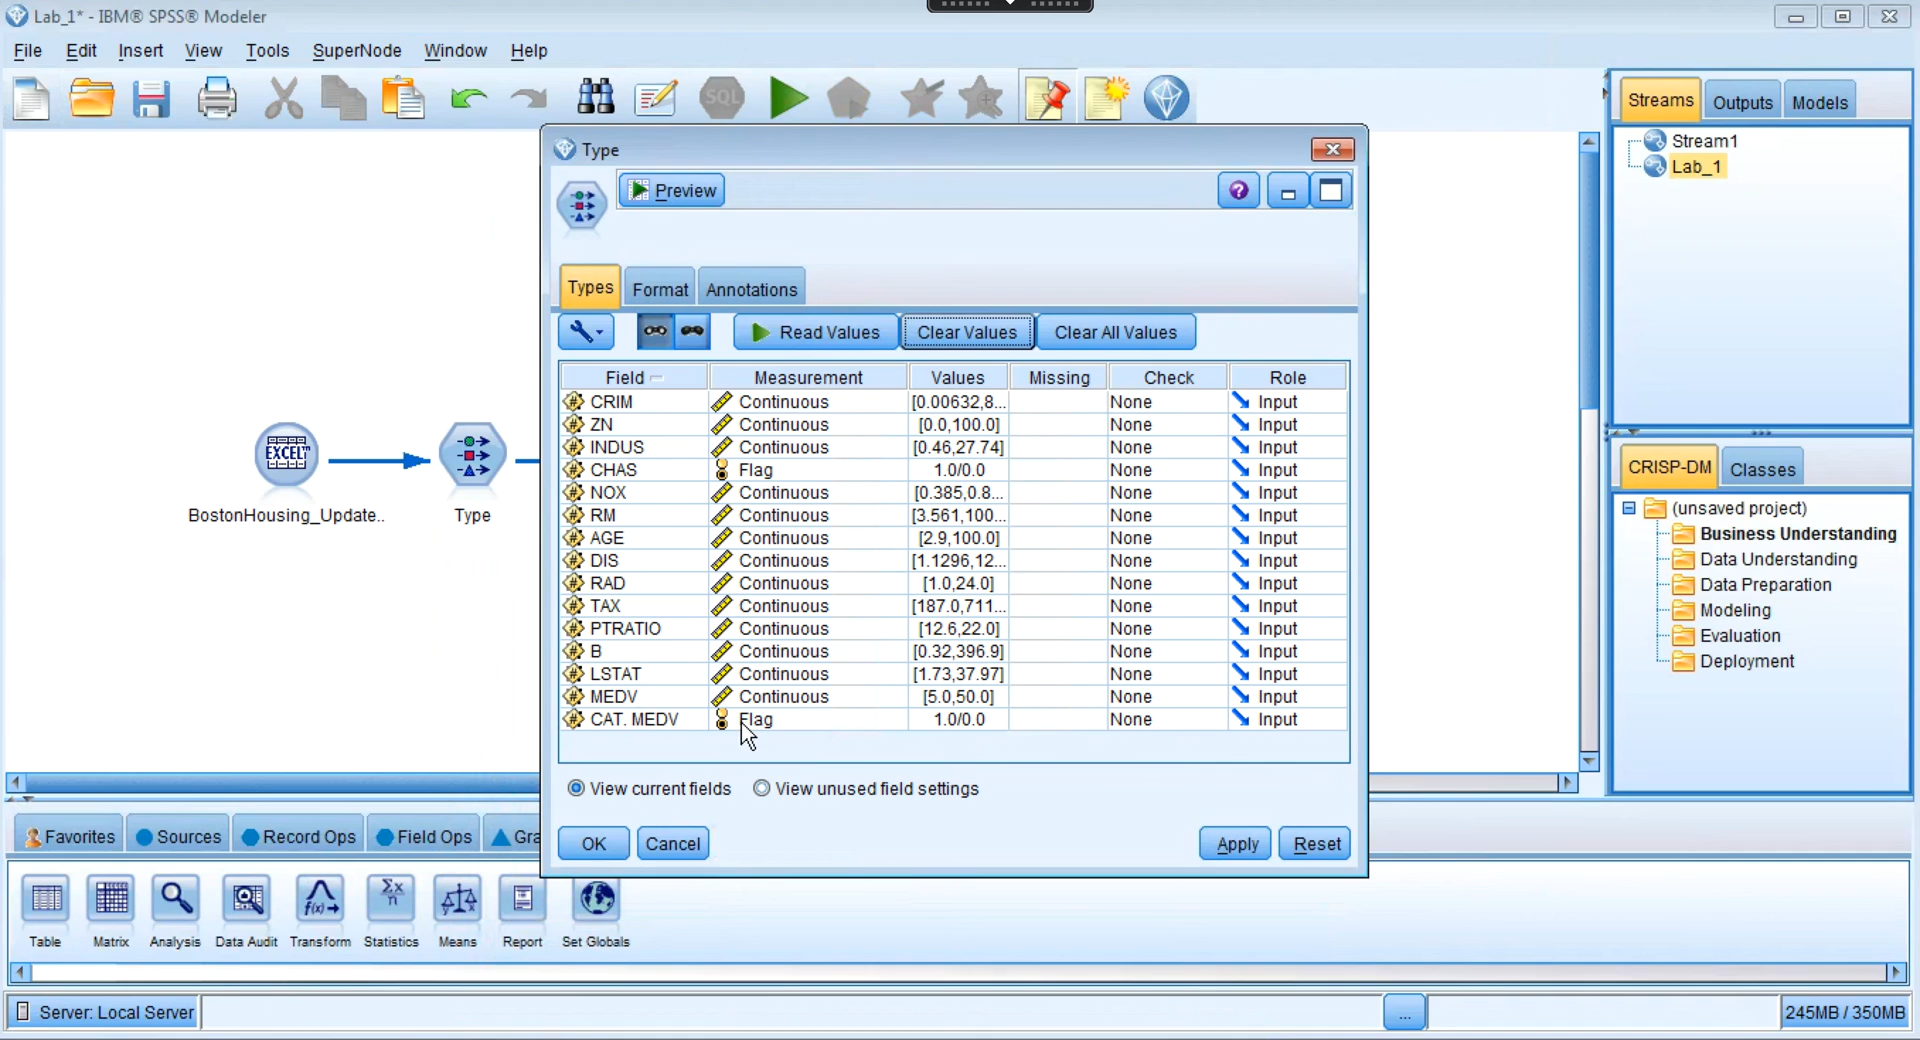 Lab_1* - IBM® SPSS® Modeler
File Edit Insert View Tools SuperNode Window Help
SQL
Streams Outputs Models
Stream1
Lab_1
Type
Preview
?
Types Format Annotations
Read Values Clear Values Clear All Values
Field Measurement Values Missing Check Role
CRIM Continuous [0.00632,8... None Input
ZN Continuous [0.0,100.0] None Input
INDUS Continuous [0.46,27.74] None Input
CHAS Flag 1.0/0.0 None Input
NOX Continuous [0.385,0.8... None Input
RM Continuous [3.561,100... None Input
AGE Continuous [2.9,100.0] None Input
DIS Continuous [1.1296,12... None Input
RAD Continuous [1.0,24.0] None Input
TAX Continuous [187.0,711... None Input
PTRATIO Continuous [12.6,22.0] None Input
B Continuous [0.32,396.9] None Input
LSTAT Continuous [1.73,37.97] None Input
MEDV Continuous [5.0,50.0] None Input
CAT. MEDV Flag 1.0/0.0 None Input
View current fields View unused field settings
OK Cancel Apply Reset
EXCEL
BostonHousing_Update.. Type
CRISP-DM Classes
(unsaved project)
Business Understanding
Data Understanding
Data Preparation
Modeling
Evaluation
Deployment
Favorites Sources Record Ops Field Ops Gra
f(x) Σx n
Table Matrix Analysis Data Audit Transform Statistics Means Report Set Globals
Server: Local Server ... 245MB / 350MB